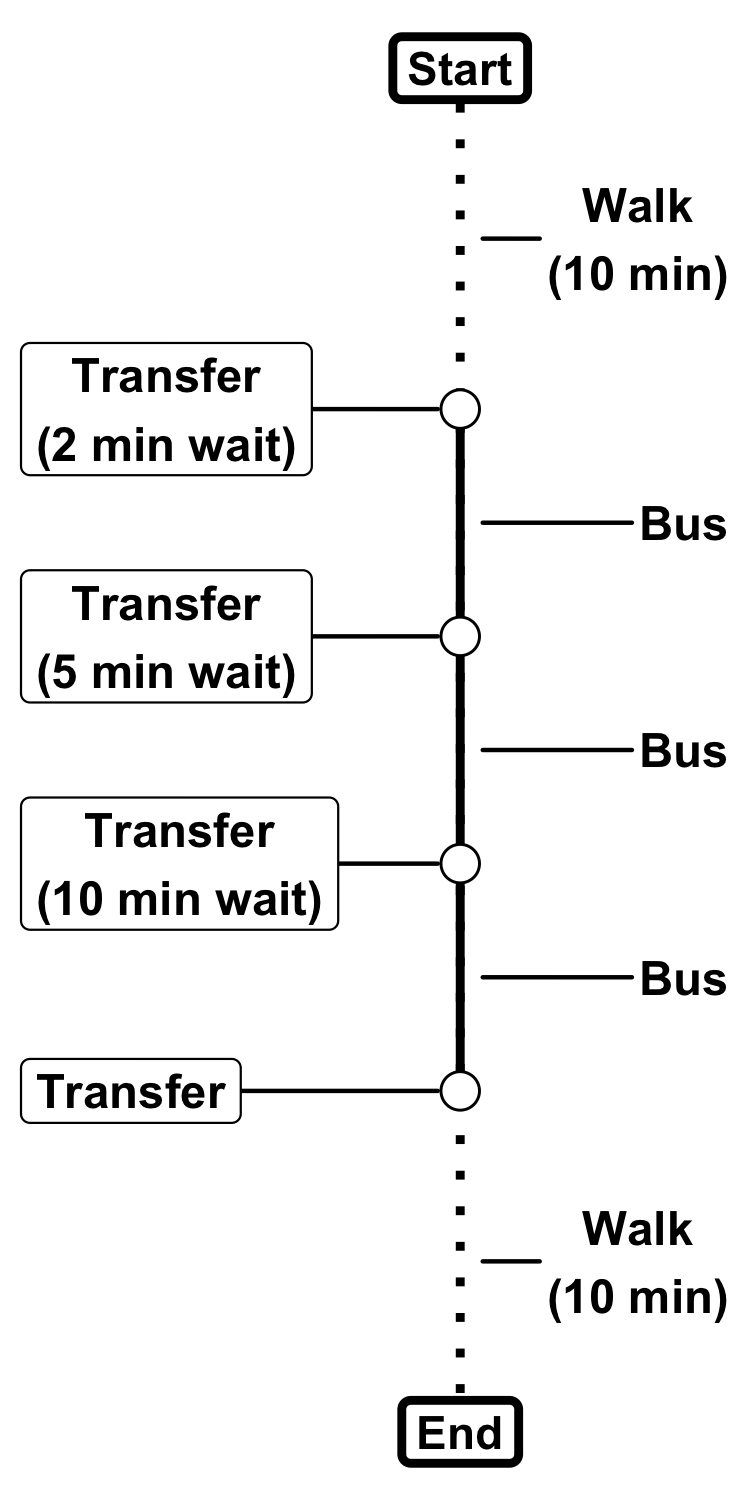 Start
Walk
(10 min)
Transfer
(2 min wait)
Bus
Transfer
(5 min wait)
Bus
Transfer
(10 min wait)
Bus
Transfer
Walk
(10 min)
End